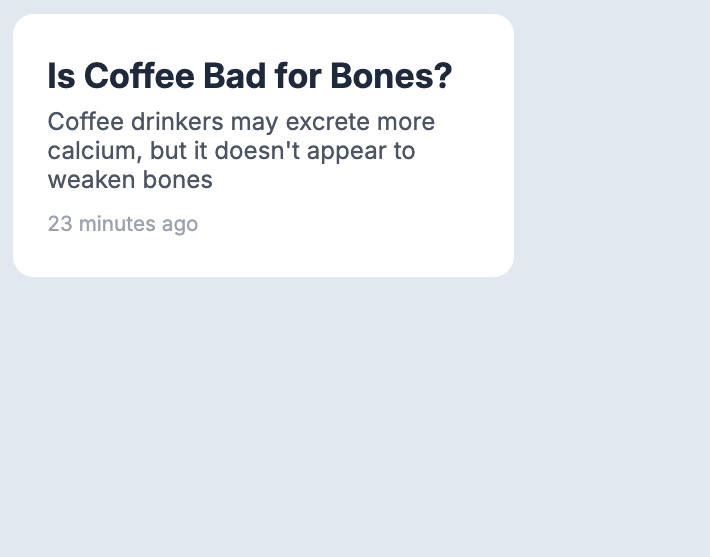 Is Coffee Bad for Bones?
Coffee drinkers may excrete more
calcium, but it doesn't appear to
weaken bones
23 minutes ago